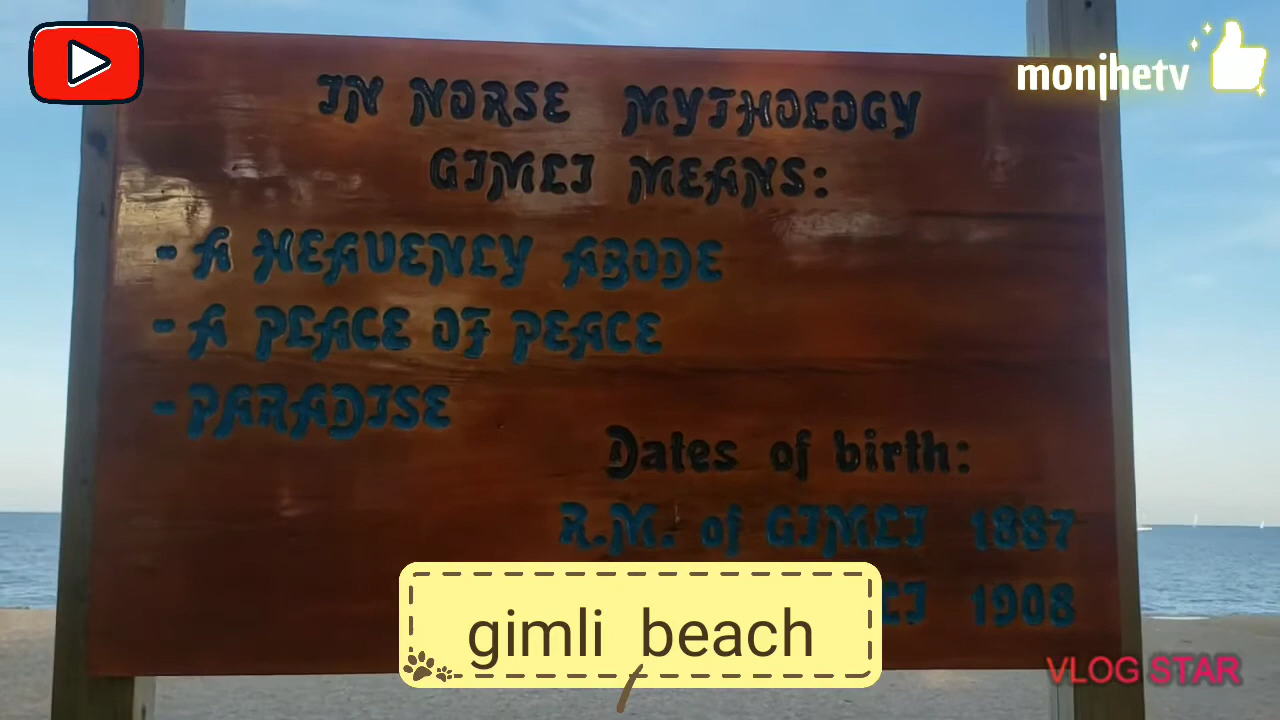 monjhetv
IN NORSE MYTHOLOGY
GIMLI MEANS:
- A HEAVENLY ABODE
- A PLACE OF PEACE
- PARADISE
Dates of birth:
R.M. of GIMLI 1887
LI 1908
gimli beach
VLOG STAR